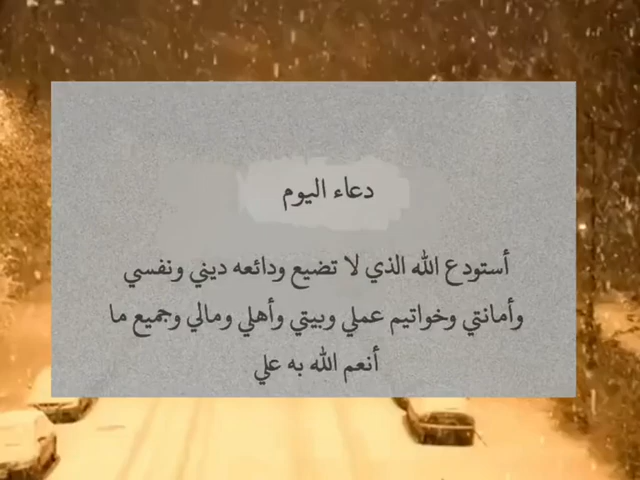 دعاء اليوم
أستودع الله الذي لا تضيع ودائعه ديني ونفسي
وأمانتي وخواتيم عملي وبيتي وأهلي ومالي وجميع ما
أنعم الله به علي